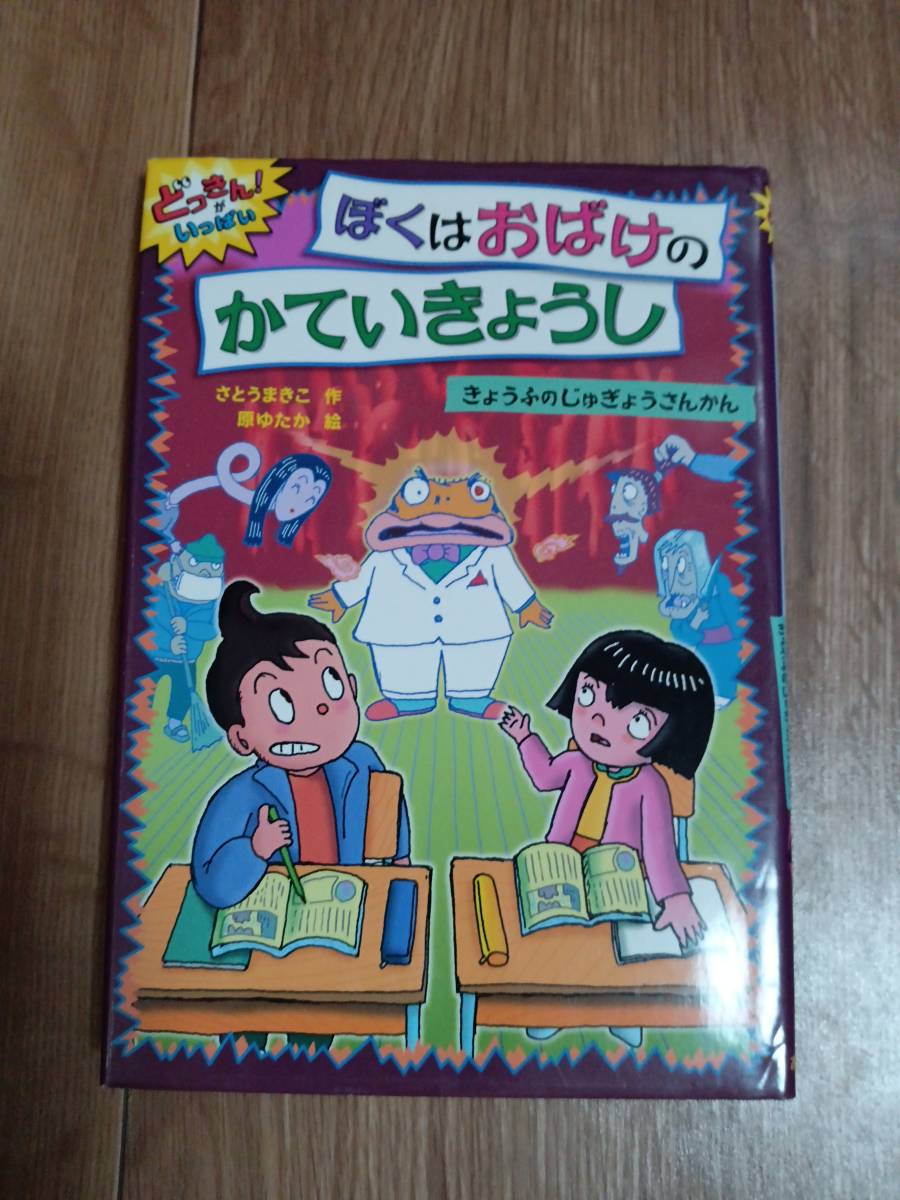 どっきん!
が
いっぱい
ぼくはおばけの
かていきょうし
きょうふのじゅぎょうさんかん
さとうまきこ 作
原ゆたか 絵